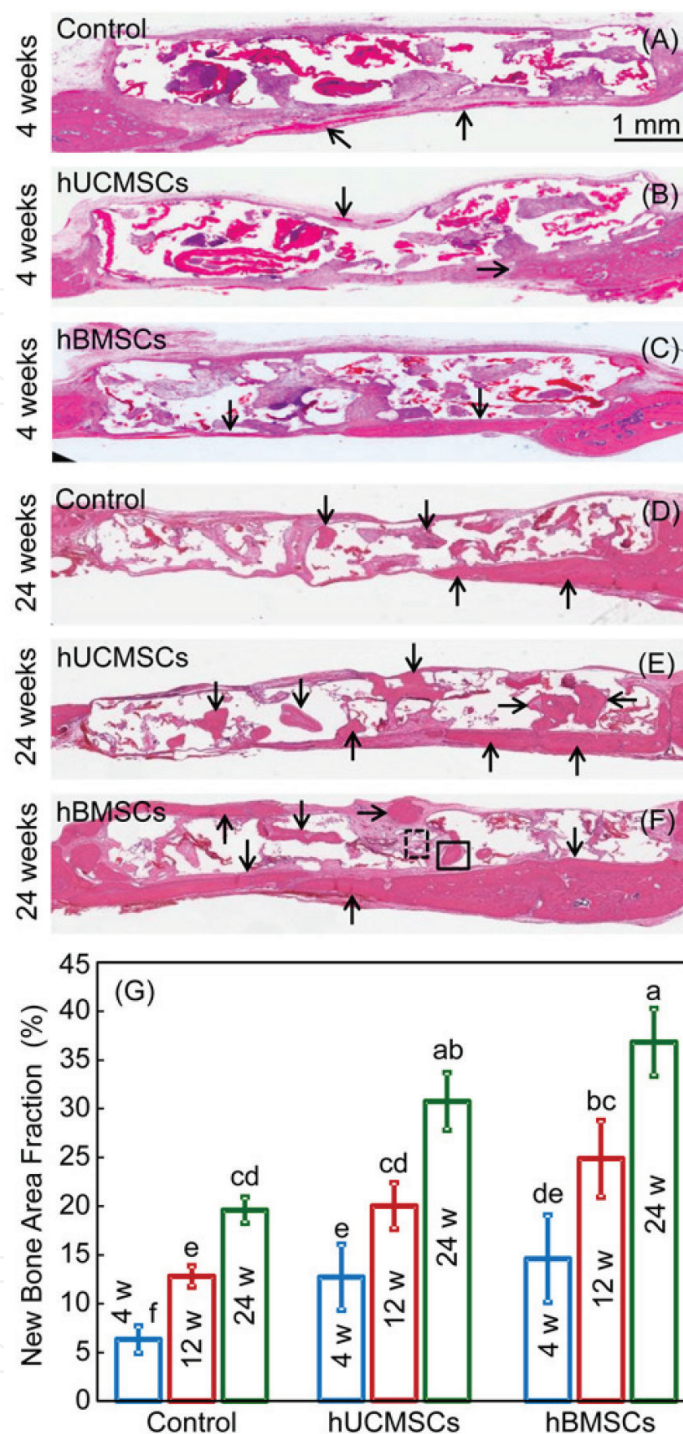 Control
(A)
4 weeks
1 mm
hUCMSCs
(B)
4 weeks
hBMSCs
(C)
4 weeks
Control
(D)
24 weeks
hUCMSCs
(E)
24 weeks
hBMSCs
(F)
24 weeks
(G)
New Bone Area Fraction (%)
45
40
35
30
25
20
15
10
5
0
4 w
f
12 w
e
24 w
cd
4 w
e
12 w
cd
24 w
ab
4 w
de
12 w
bc
24 w
a
Control
hUCMSCs
hBMSCs